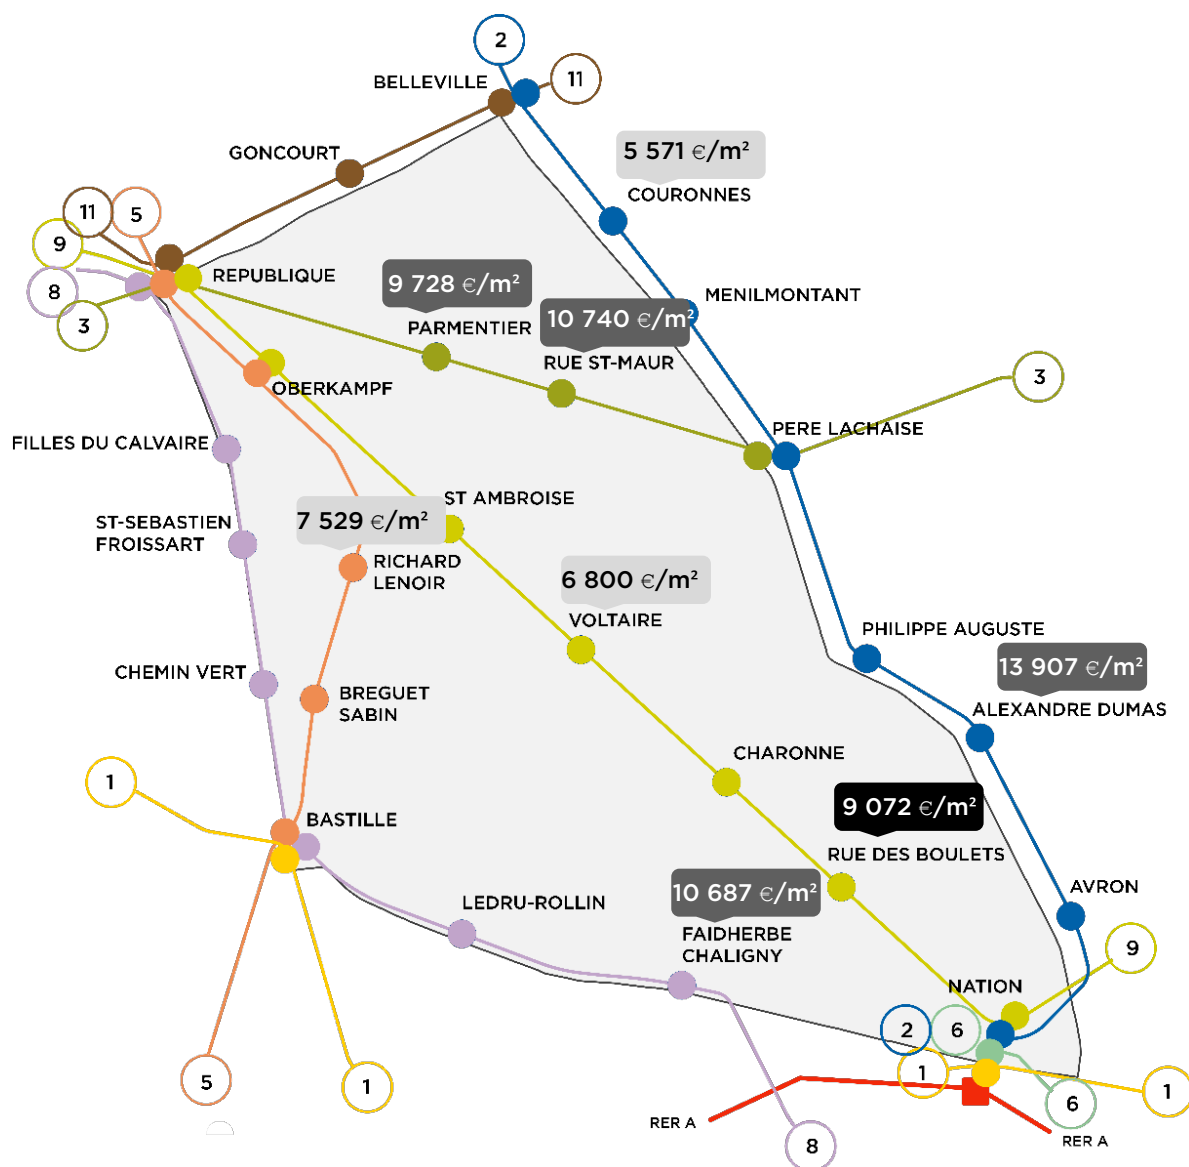 2
11
BELLEVILLE
GONCOURT
5 571 €/m²
COURONNES
11
5
9
8
3
REPUBLIQUE
9 728 €/m²
PARMENTIER
10 740 €/m²
RUE ST-MAUR
MENILMONTANT
3
OBERKAMPF
PERE LACHAISE
FILLES DU CALVAIRE
ST-SEBASTIEN
FROISSART
7 529 €/m²
RICHARD
LENOIR
ST AMBROISE
6 800 €/m²
VOLTAIRE
PHILIPPE AUGUSTE
13 907 €/m²
ALEXANDRE DUMAS
CHEMIN VERT
BREGUET
SABIN
CHARONNE
1
BASTILLE
9 072 €/m²
RUE DES BOULETS
10 687 €/m²
FAIDHERBE
CHALIGNY
LEDRU-ROLLIN
AVRON
9
NATION
2
6
1
5
1
1
6
RER A
RER A
8